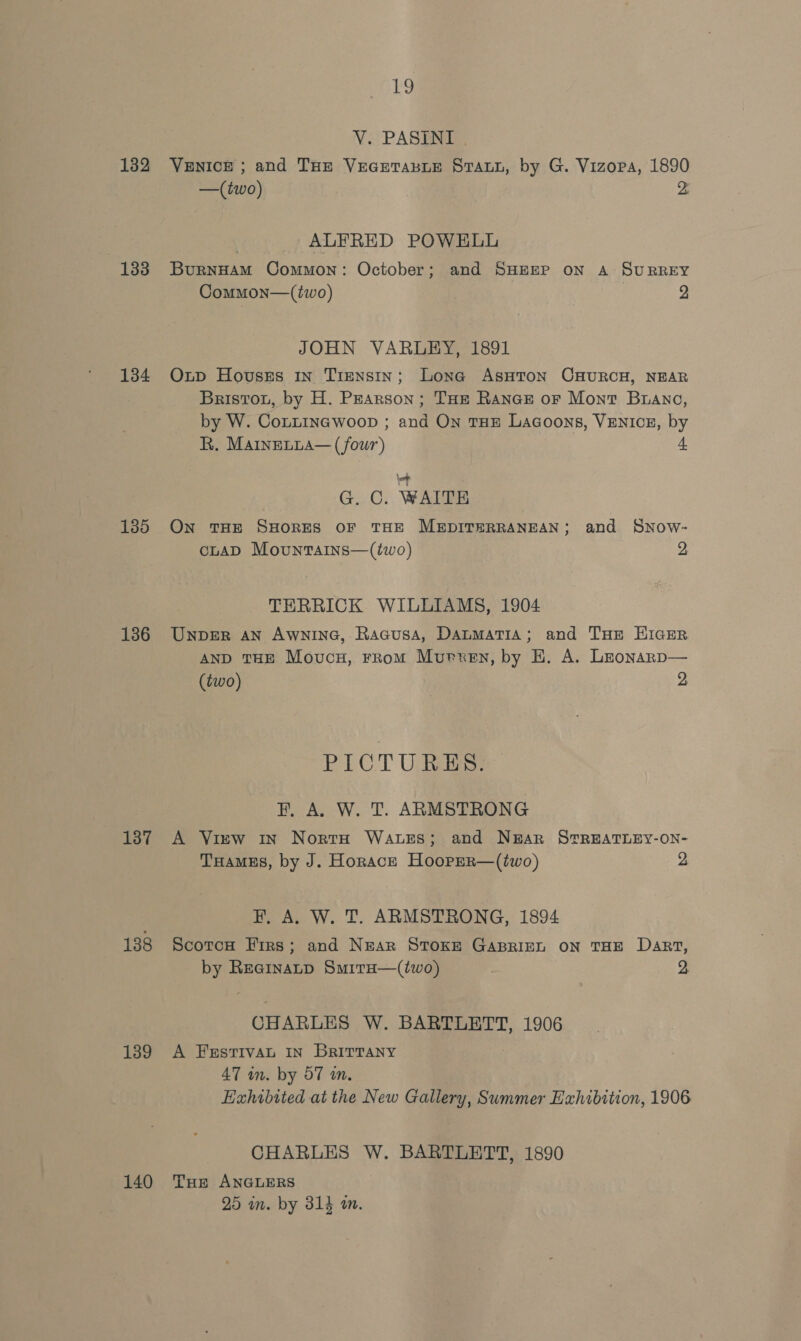 19
V. PASINI
132 VENICE; and THE VEGETABLE STALL, by G. VIZOPA, 1890
—(two) 2
ALFRED POWELL
133 BURNHAM COMMON: October; and SHEEP ON A SURREY
COMMON—(two) 2
JOHN VARLEY, 1891
134 OLD HOUSES IN TIENSIN; LONG ASHTON CHURCH, NEAR
BRISTOL, by H. PEARSON; THE RANGE OF MONT BLANC,
by W. COLLINGWOOD; and ON THE LAGOONS, VENICE, by
R. MAINELLA—(four) 4
G. C. WAITE
135 ON THE SHORES OF THE MEDITERRANEAN; and SNOW-
CLAD MOUNTAINS—(two) 2
TERRICK WILLIAMS, 1904
136 UNDER AN AWNING, RAGUSA, DALMATIA; and THE EIGER
AND THE MOUCH, FROM MURREN, by E. A. LEONARD—
(two) 2
PICTURES.
F. A. W. T. ARMSTRONG
137 A VIEW IN NORTH WALES; and NEAR STREATLEY-ON-
THAMES, by J. HORACE HOOPER—(two) 2
F. A. W. T. ARMSTRONG, 1894
138 SCOTCH FIRS; and NEAR STOKE GABRIEL ON THE DART,
by REGINALD SMITH—(two) 2
CHARLES W. BARTLETT, 1906
139 A FESTIVAL IN BRITTANY
47 in. by 57 in.
Exhibited at the New Gallery, Summer Exhibition, 1906
CHARLES W. BARTLETT, 1890
140 THE ANGLERS
25 in. by 31½ in.